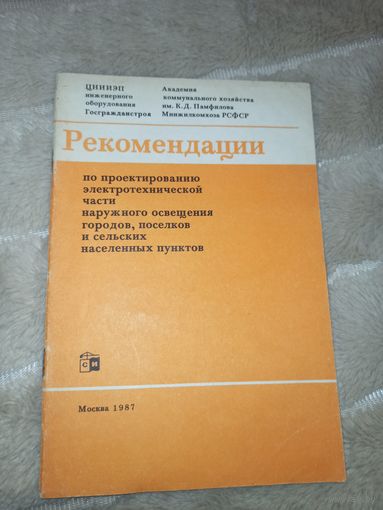 ЦНИИЭП
инженерного
оборудования
Госгражданстроя
Академия
коммунального хозяйства
им. К. Д. Памфилова
Минжилкомхоза РСФСР
Рекомендации
по проектированию
электротехнической
части
наружного освещения
городов, поселков
и сельских
населенных пунктов
С И
Москва 1987